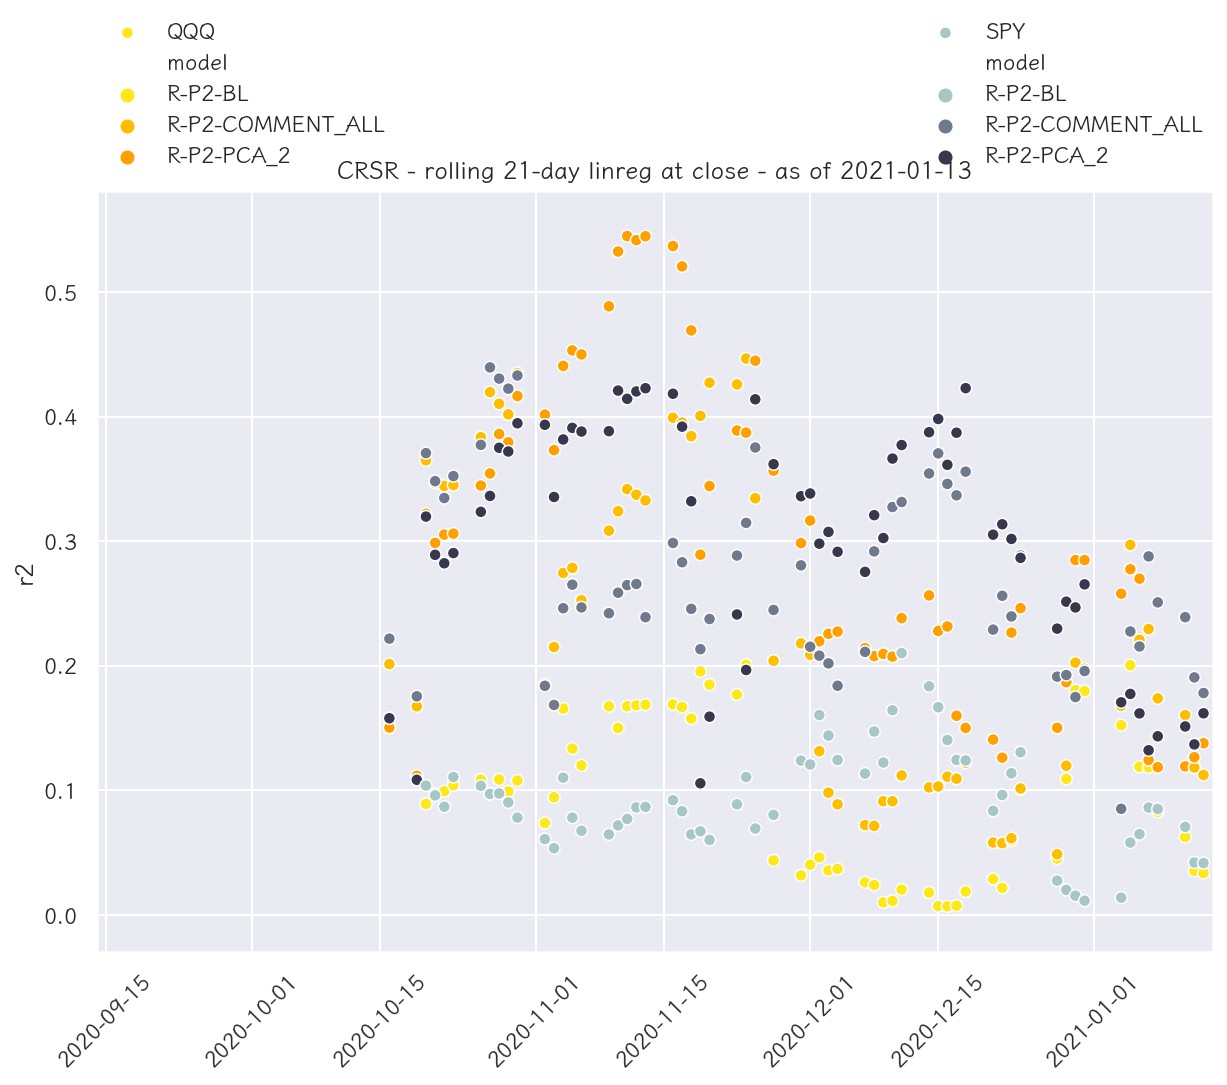 QQQ
model
R-P2-BL
R-P2-COMMENT_ALL
R-P2-PCA_2
SPY
model
R-P2-BL
R-P2-COMMENT_ALL
R-P2-PCA_2
CRSR - rolling 21-day linreg at close - as of 2021-01-13
r2
0.5
0.4
0.3
0.2
0.1
0.0
2020-09-15
2020-10-01
2020-10-15
2020-11-01
2020-11-15
2020-12-01
2020-12-15
2021-01-01